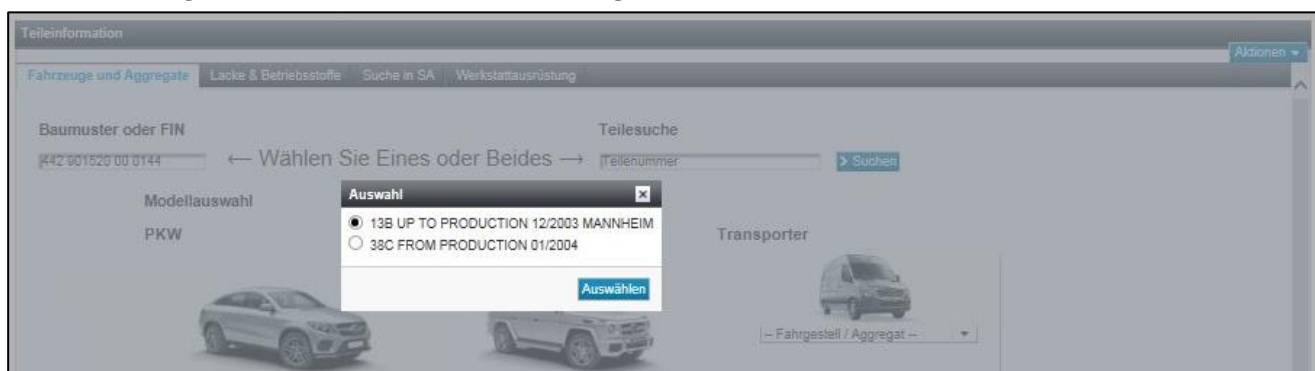 Teileinformation
Aktionen
Fahrzeuge und Aggregate Lacke & Betriebsstoffe Suche in SA Werkstattausrüstung
Baumuster oder FIN
Teilesuche
442 901520 00 0144 ← Wählen Sie Eines oder Beides → Teilenummer > Suchen
Modellauswahl
Auswahl
13B UP TO PRODUCTION 12/2003 MANNHEIM
38C FROM PRODUCTION 01/2004
Auswählen
PKW
Transporter
-- Fahrgestell / Aggregat --